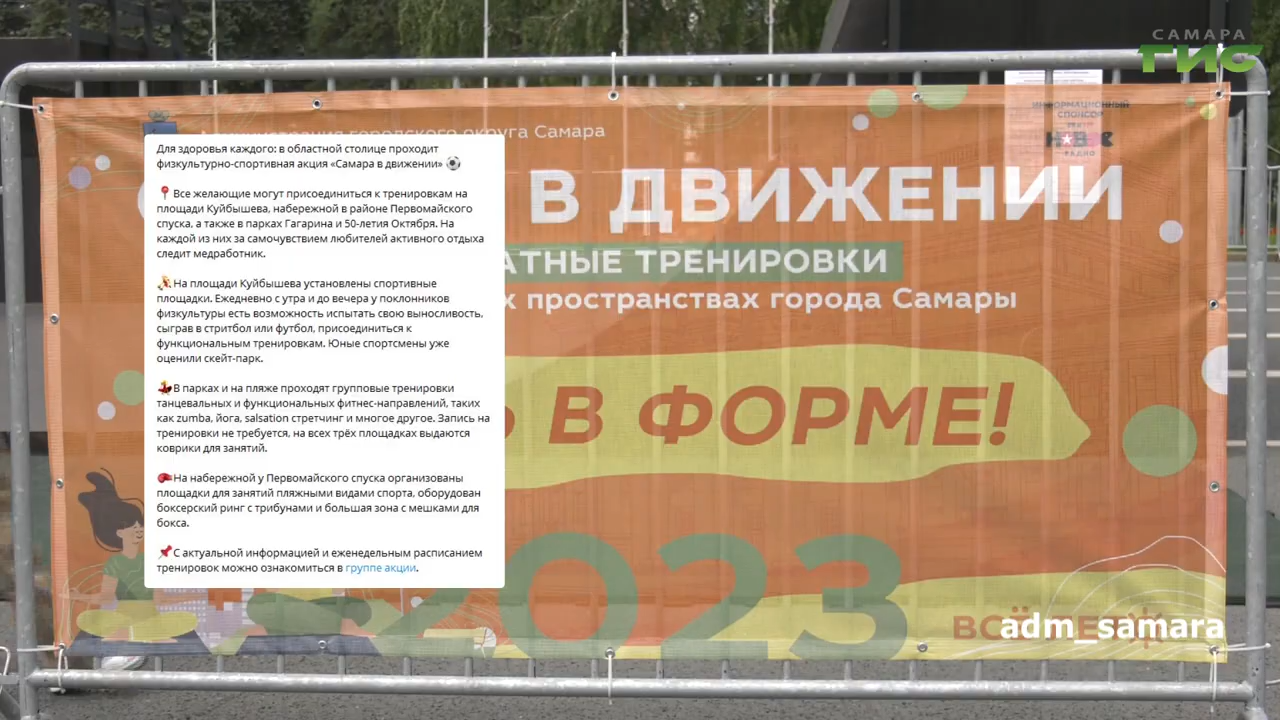 САМАРА
ГИС
городского округа Самара
ИНФОРМАЦИОННЫЙ
СПОНСОР
РАДИО
В ДВИЖЕНИИ
АТНЫЕ ТРЕНИРОВКИ
х пространствах города Самары
В ФОРМЕ!
2023
adm_samara
Для здоровья каждого: в областной столице проходит
физкультурно-спортивная акция «Самара в движении» ⚽
📍 Все желающие могут присоединиться к тренировкам на
площади Куйбышева, набережной в районе Первомайского
спуска, а также в парках Гагарина и 50-летия Октября. На
каждой из них за самочувствием любителей активного отдыха
следит медработник.
На площади Куйбышева установлены спортивные
площадки. Ежедневно с утра и до вечера у поклонников
физкультуры есть возможность испытать свою выносливость,
сыграв в стритбол или футбол, присоединиться к
функциональным тренировкам. Юные спортсмены уже
оценили скейт-парк.
💃В парках и на пляже проходят групповые тренировки
танцевальных и функциональных фитнес-направлений, таких
как zumba, йога, salsation стретчинг и многое другое. Запись на
тренировки не требуется, на всех трёх площадках выдаются
коврики для занятий.
🥊На набережной у Первомайского спуска организованы
площадки для занятий пляжными видами спорта, оборудован
боксерский ринг с трибунами и большая зона с мешками для
бокса.
📌С актуальной информацией и еженедельным расписанием
тренировок можно ознакомиться в группе акции.